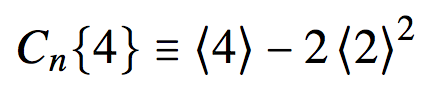 Cₙ{4} ≡ ⟨4⟩ − 2 ⟨2⟩²